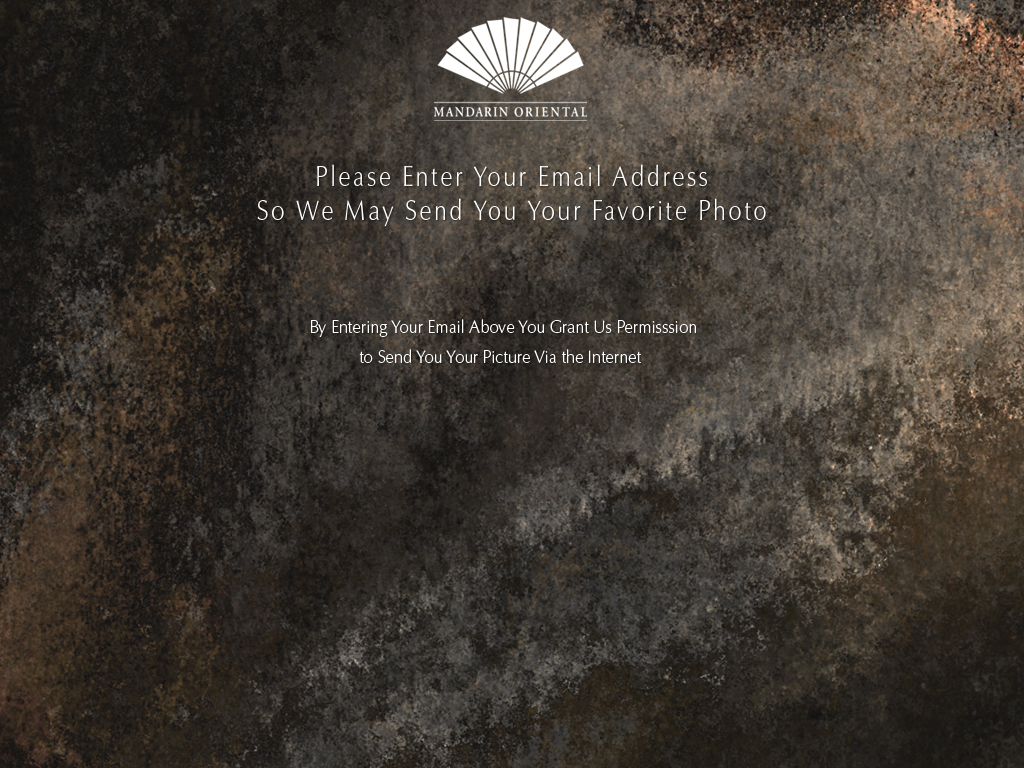 MANDARIN ORIENTAL
Please Enter Your Email Address
So We May Send You Your Favorite Photo
By Entering Your Email Above You Grant Us Permisssion
to Send You Your Picture Via the Internet